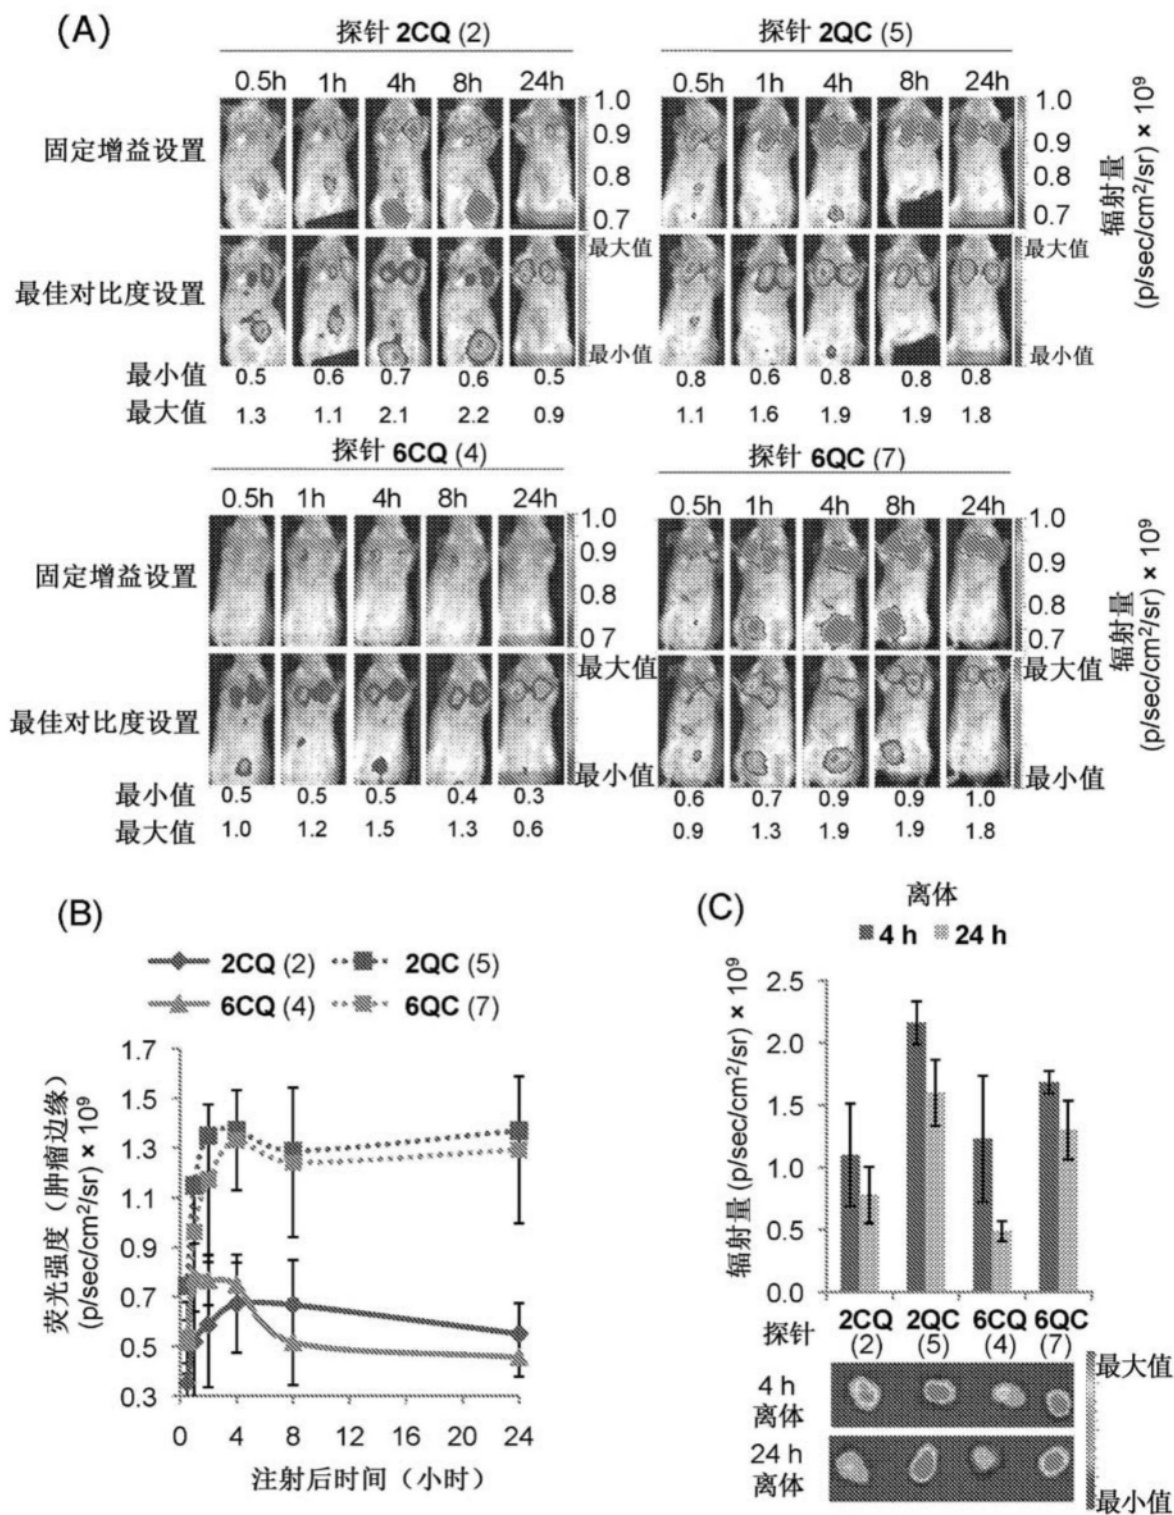 (A)
探针 2CQ (2)
0.5h 1h 4h 8h 24h
固定增益设置
1.0
0.9
0.8
0.7
最佳对比度设置
最大值
最小值
最小值 0.5 0.6 0.7 0.6 0.5
最大值 1.3 1.1 2.1 2.2 0.9
探针 2QC (5)
0.5h 1h 4h 8h 24h
1.0
0.9
0.8
0.7
辐射量
(p/sec/cm²/sr) × 10⁹
最大值
最小值
0.8 0.6 0.8 0.8 0.8
1.1 1.6 1.9 1.9 1.8
探针 6CQ (4)
0.5h 1h 4h 8h 24h
固定增益设置
1.0
0.9
0.8
0.7
最佳对比度设置
最大值
最小值
最小值 0.5 0.5 0.5 0.4 0.3
最大值 1.0 1.2 1.5 1.3 0.6
探针 6QC (7)
0.5h 1h 4h 8h 24h
1.0
0.9
0.8
0.7
辐射量
(p/sec/cm²/sr) × 10⁹
最大值
最小值
0.6 0.7 0.9 0.9 1.0
0.9 1.3 1.9 1.9 1.8
(B)
2CQ (2) 2QC (5)
6CQ (4) 6QC (7)
荧光强度（肿瘤边缘）
(p/sec/cm²/sr) × 10⁹
1.7
1.5
1.3
1.1
0.9
0.7
0.5
0.3
0 4 8 12 16 20 24
注射后时间（小时）
(C)
离体
4 h 24 h
辐射量 (p/sec/cm²/sr) × 10⁹
2.5
2.0
1.5
1.0
0.5
0.0
探针 2CQ 2QC 6CQ 6QC
(2) (5) (4) (7)
4 h
离体
24 h
离体
最大值
最小值